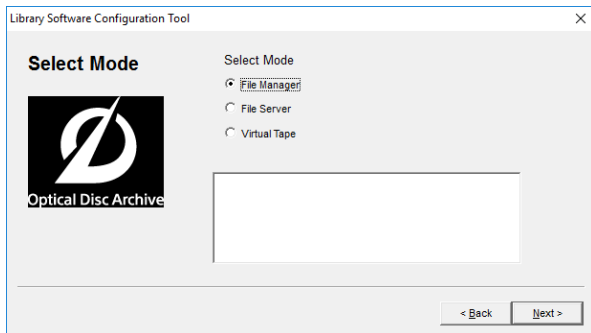 Library Software Configuration Tool
Select Mode
Select Mode
File Manager
File Server
Virtual Tape
Optical Disc Archive
< Back
Next >